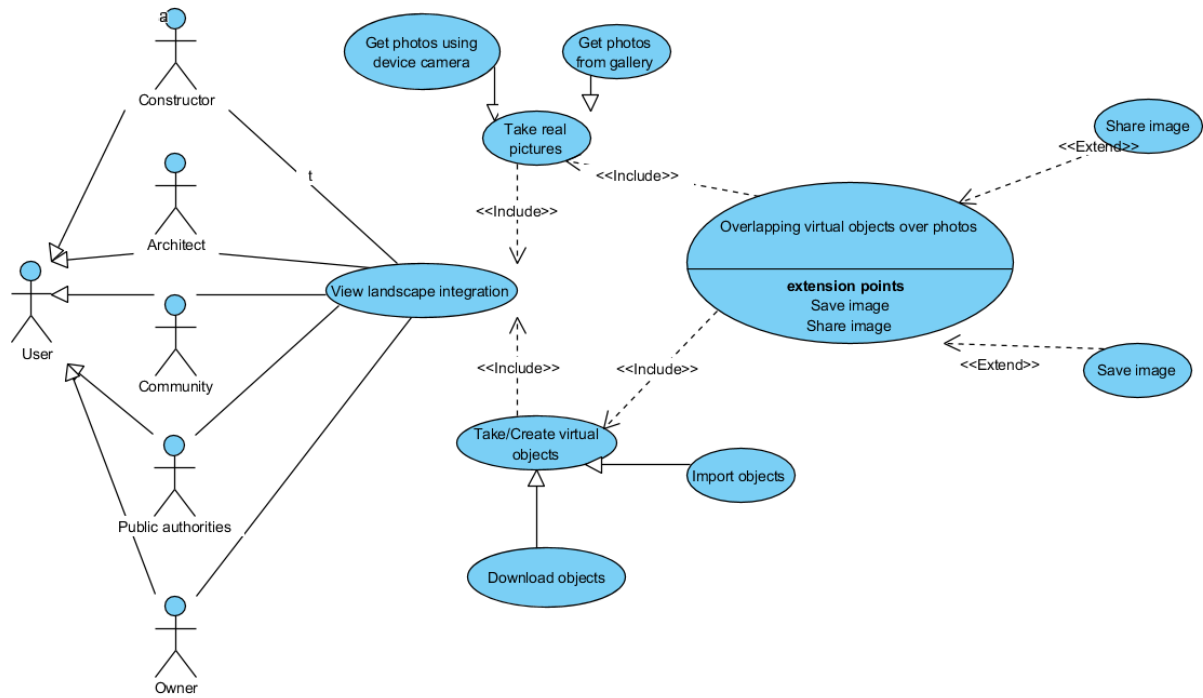 a
Constructor
Get photos using
device camera
Get photos
from gallery
Take real
pictures
Share image
<<Extend>>
t
<<Include>>
<<Include>>
Architect
Overlapping virtual objects over photos
extension points
Save image
Share image
View landscape integration
User
Community
<<Include>>
<<Include>>
<<Extend>>
Save image
Take/Create virtual
objects
Import objects
Public authorities
Download objects
Owner